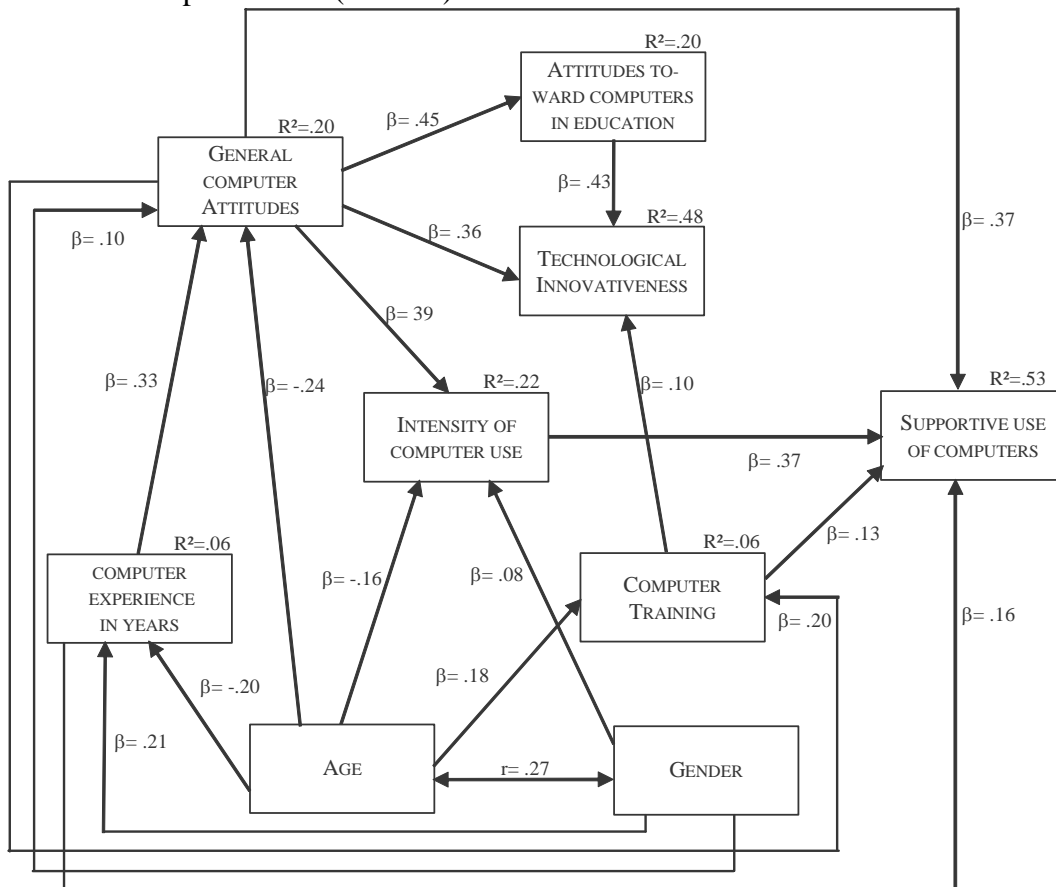 R²=.20
ATTITUDES TO-
WARD COMPUTERS
IN EDUCATION
R²=.20
GENERAL
COMPUTER
ATTITUDES
β= .45
β= .43
β= .10
β= .36
R²=.48
TECHNOLOGICAL
INNOVATIVENESS
β= .37
β= 39
β= .33
β= -.24
R²=.22
INTENSITY OF
COMPUTER USE
β= .10
R²=.53
SUPPORTIVE USE
OF COMPUTERS
β= .37
R²=.06
COMPUTER
EXPERIENCE
IN YEARS
β= -.16
β= .08
R²=.06
COMPUTER
TRAINING
β= .13
β= .20
β= .16
β= -.20
β= .18
β= .21
AGE
r= .27
GENDER